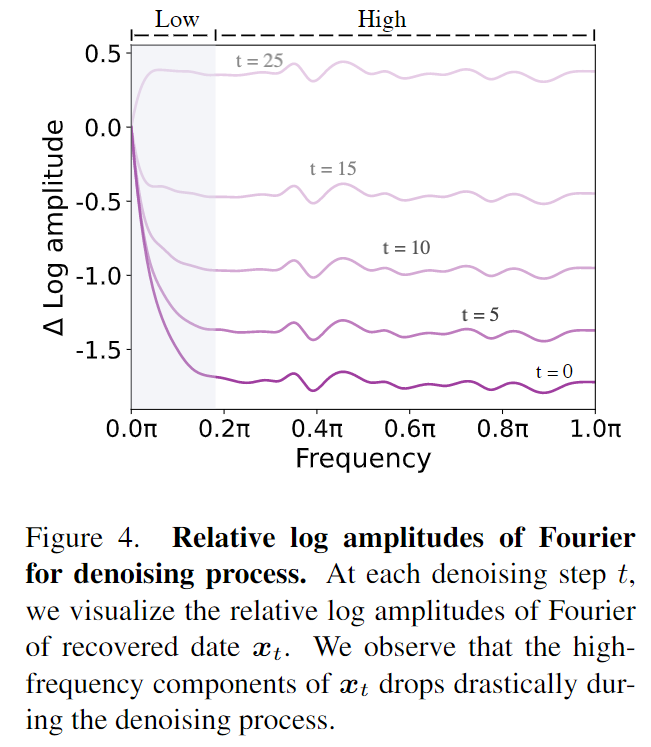 Low High
0.5
t = 25
0.0
t = 15
-0.5
t = 10
-1.0
t = 5
-1.5
t = 0
Δ Log amplitude
0.0π 0.2π 0.4π 0.6π 0.8π 1.0π
Frequency
Figure 4. Relative log amplitudes of Fourier
for denoising process. At each denoising step t,
we visualize the relative log amplitudes of Fourier
of recovered date xₜ. We observe that the high-
frequency components of xₜ drops drastically dur-
ing the denoising process.